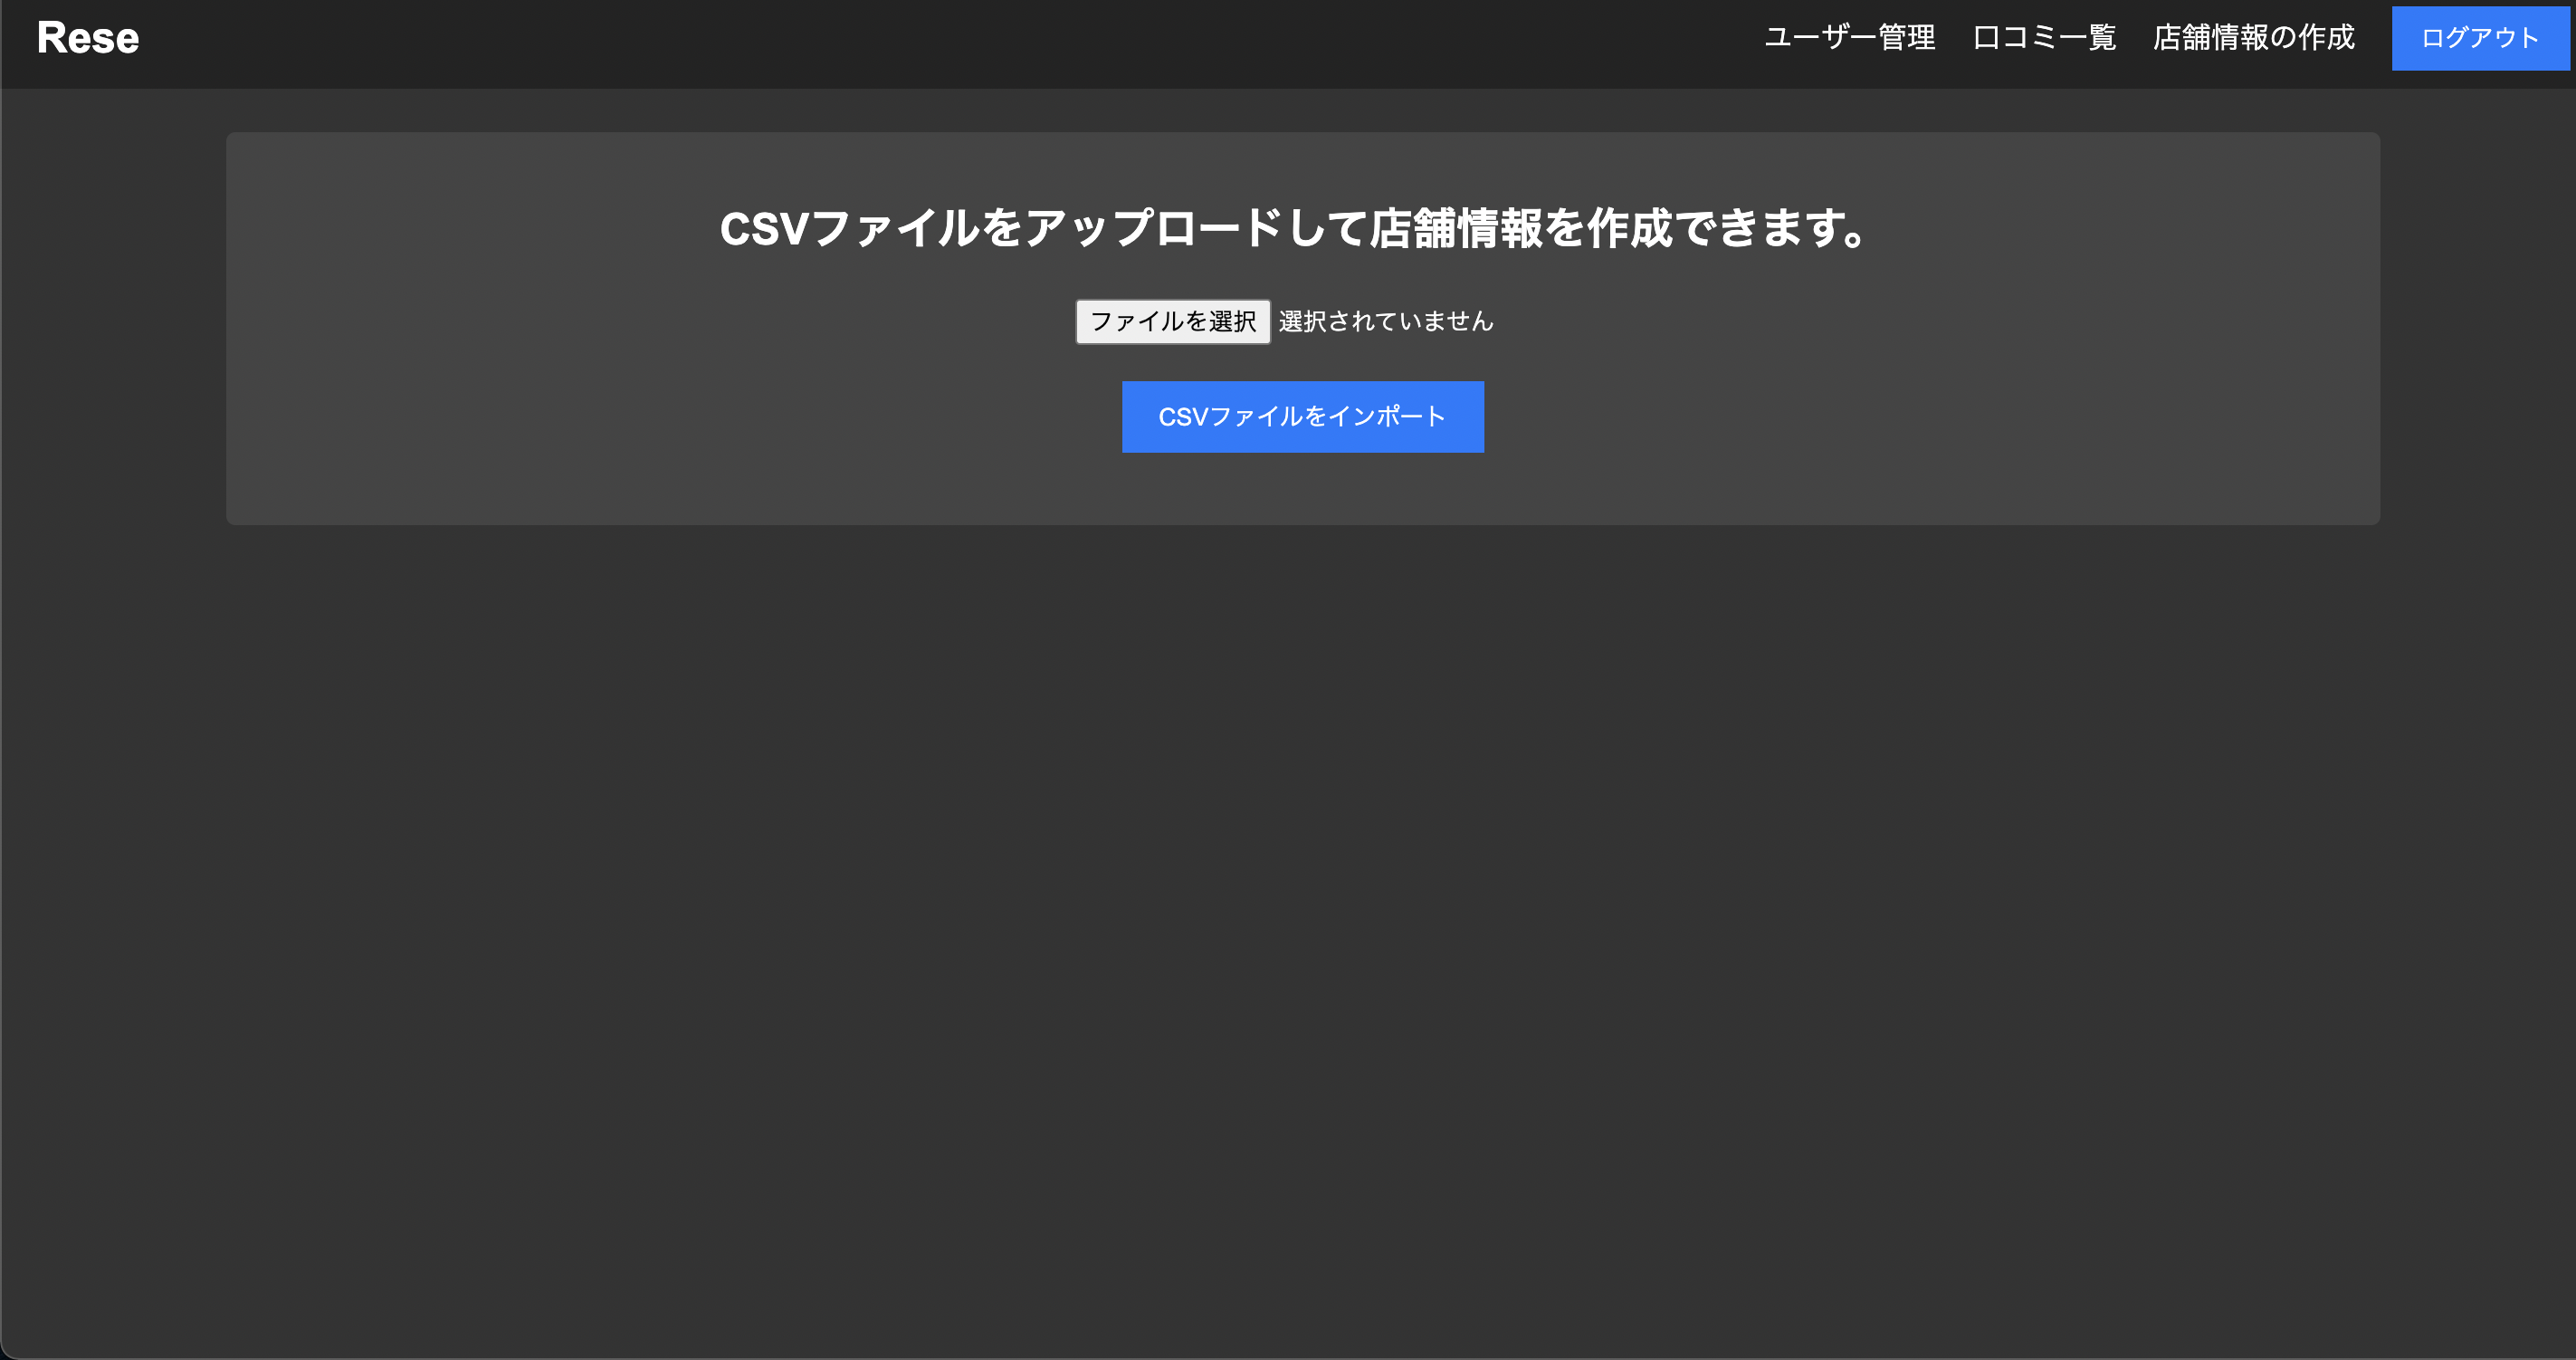 Rese
ユーザー管理 口コミ一覧 店舗情報の作成 ログアウト
CSVファイルをアップロードして店舗情報を作成できます。
ファイルを選択 選択されていません
CSVファイルをインポート